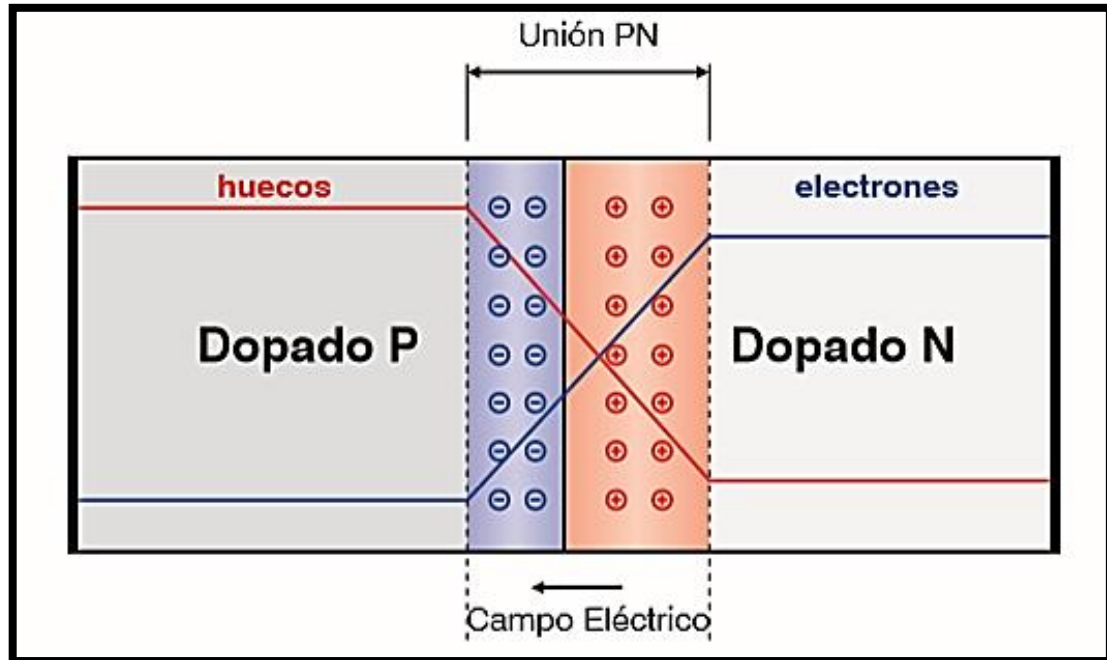 Unión PN
huecos
electrones
Dopado P
Dopado N
Campo Eléctrico